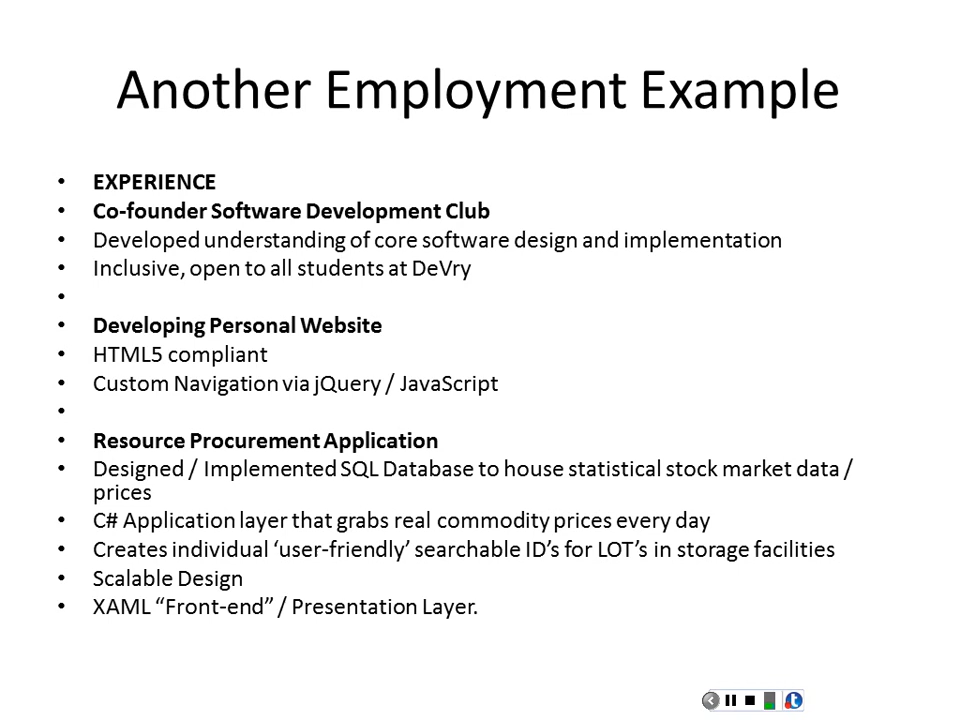 Another Employment Example
• EXPERIENCE
• Co-founder Software Development Club
• Developed understanding of core software design and implementation
• Inclusive, open to all students at DeVry
•
• Developing Personal Website
• HTML5 compliant
• Custom Navigation via jQuery / JavaScript
•
• Resource Procurement Application
• Designed / Implemented SQL Database to house statistical stock market data /
prices
• C# Application layer that grabs real commodity prices every day
• Creates individual ‘user-friendly’ searchable ID’s for LOT’s in storage facilities
• Scalable Design
• XAML “Front-end” / Presentation Layer.
t